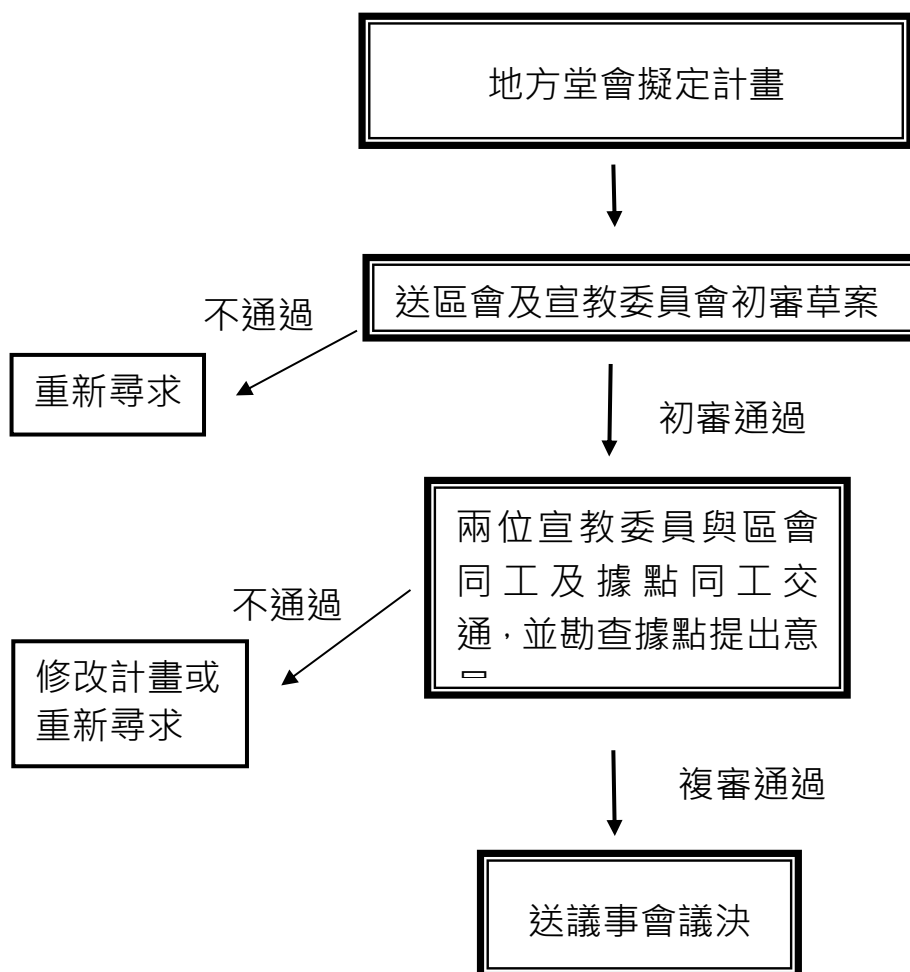 地方堂會擬定計畫
送區會及宣教委員會初審草案
不通過
重新尋求
初審通過
兩位宣教委員與區會
同工及據點同工交
通，並勘查據點提出意
不通過
修改計畫或
重新尋求
複審通過
送議事會議決